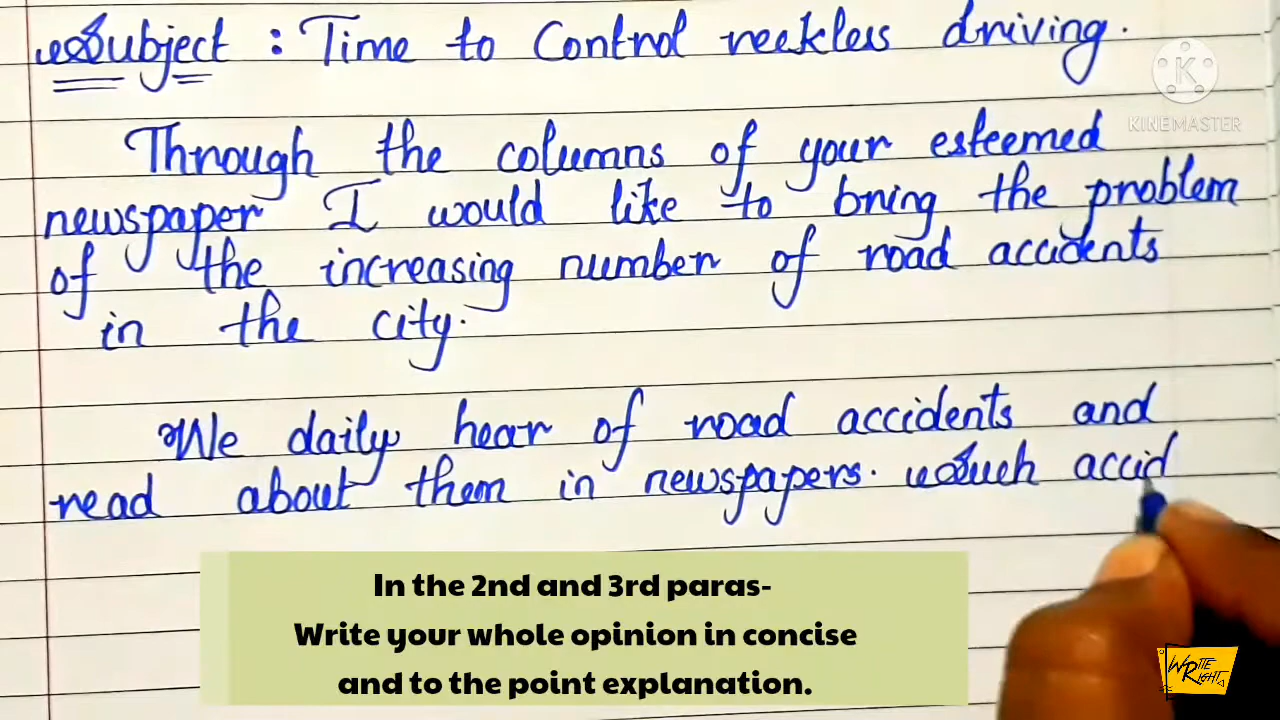 Subject : Time to Control reckless driving.
KINEMASTER
Through the columns of your esteemed
newspaper I would like to bring the problem
of the increasing number of road accidents
in the city.
We daily hear of road accidents and
read about them in newspapers. Such accid
In the 2nd and 3rd paras-
Write your whole opinion in concise
and to the point explanation.
WRITE
RIGHT